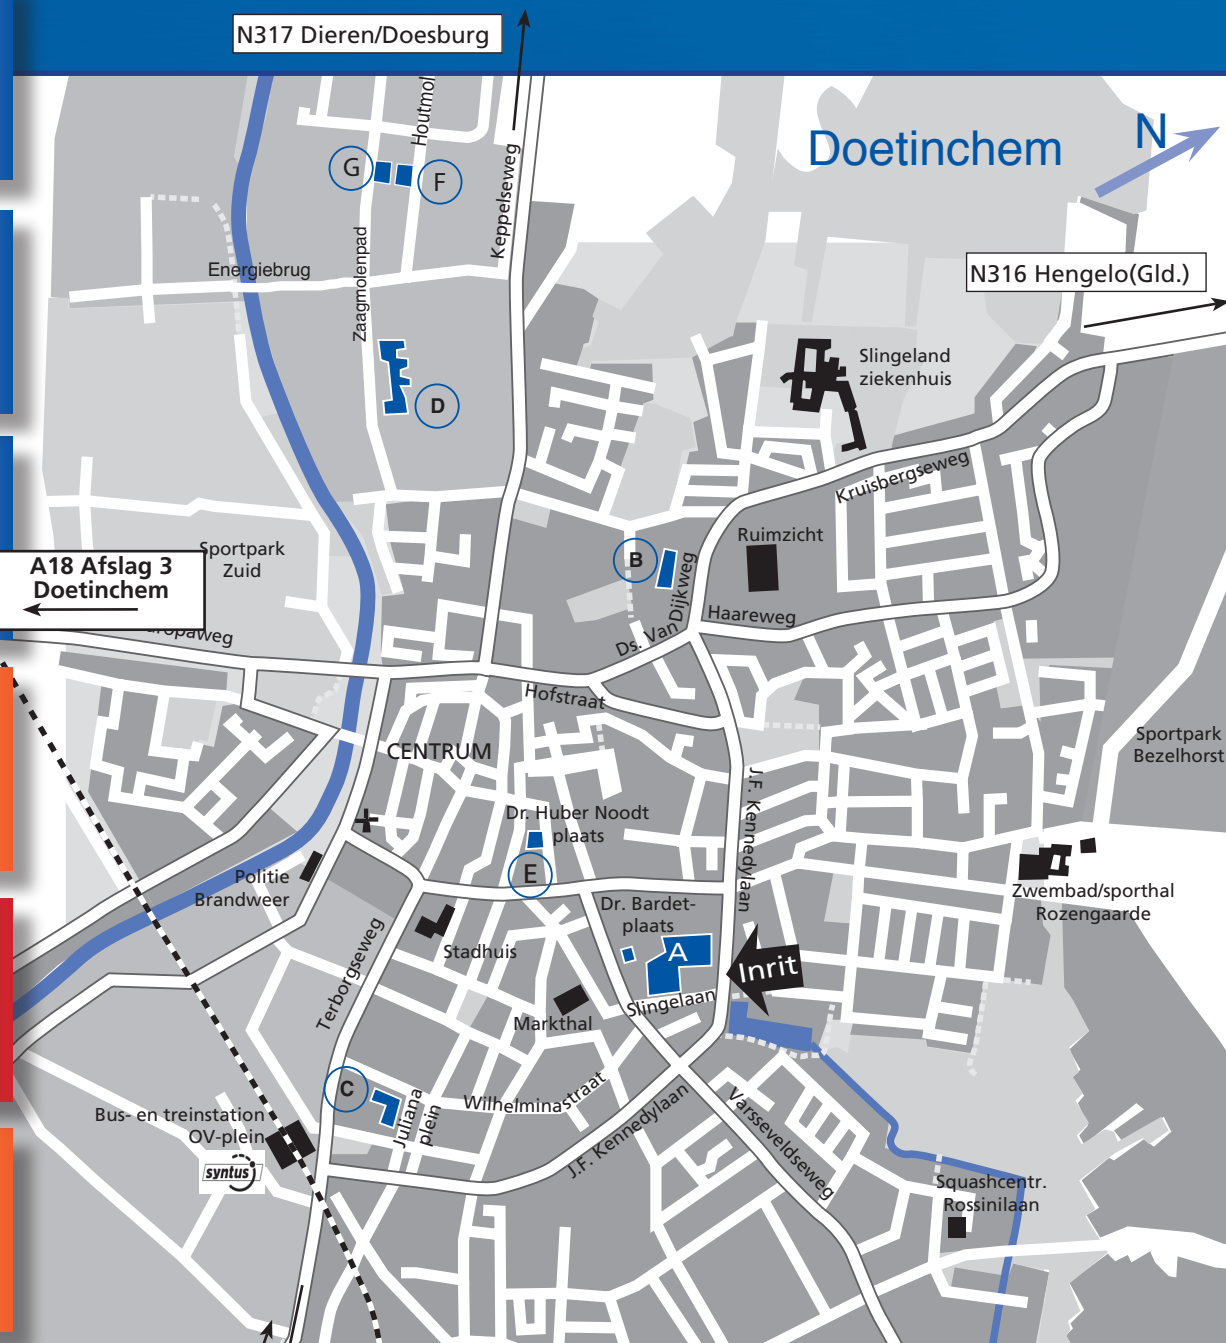 N317 Dieren/Doesburg
Doetinchem
N
Houtmol
G
F
Keppelseweg
N316 Hengelo(Gld.)
Energiebrug
Zaagmolenpad
Slingeland
ziekenhuis
D
Kruisbergseweg
Ruimzicht
Sportpark
Zuid
B
A18 Afslag 3
Doetinchem
Ds. Van Dijkweg
Haareweg
Hofstraat
CENTRUM
Sportpark
Bezelhorst
J.F. Kennedylaan
Dr. Huber Noodt
plaats
E
Politie
Brandweer
Zwembad/sporthal
Rozengaarde
Dr. Bardet-
plaats
A
Stadhuis
Inrit
Terborgseweg
Slingelaan
Markthal
C
Juliana
plein
Wilhelminastraat
Bus- en treinstation
OV-plein
syntus
J.F. Kennedylaan
Varsseveldseweg
Squashcentr.
Rossinilaan